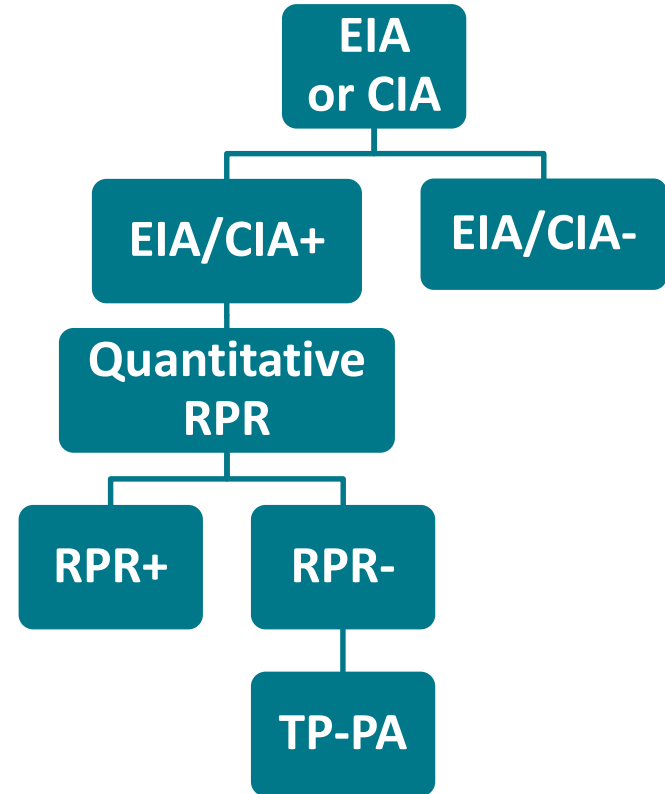 EIA
or CIA
EIA/CIA+
EIA/CIA-
Quantitative
RPR
RPR+
RPR-
TP-PA